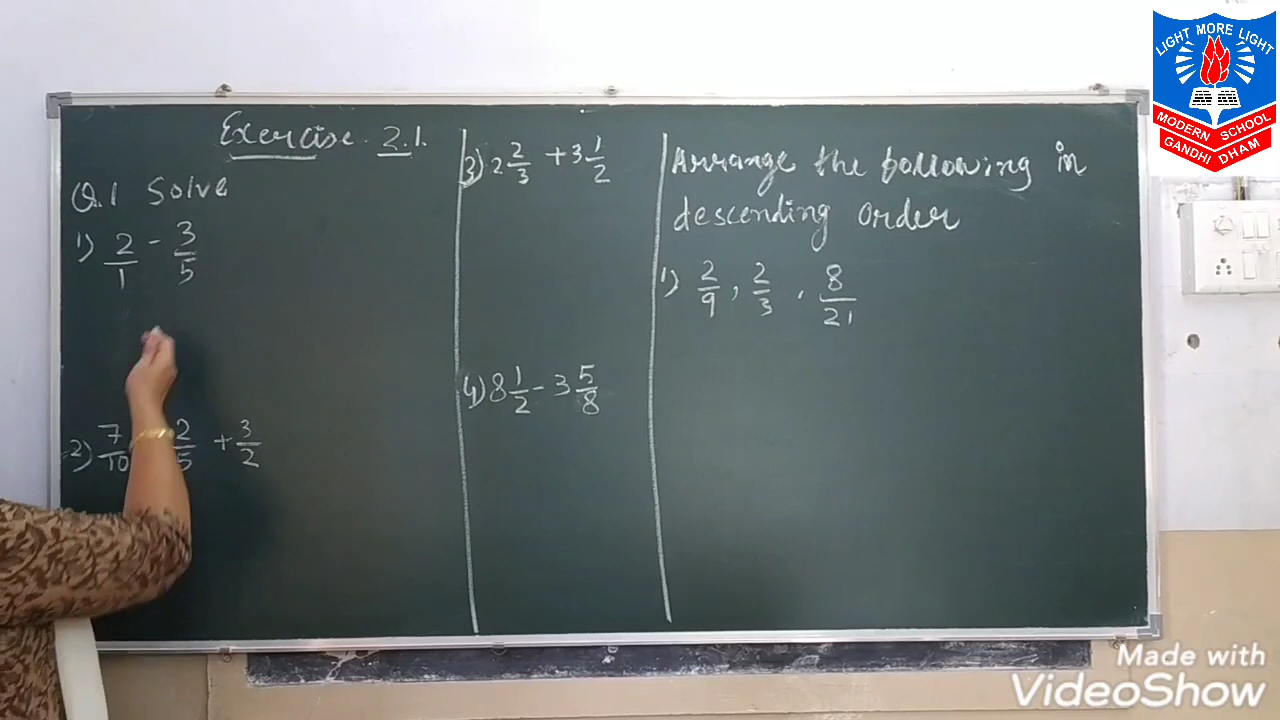 Exercise 2.1.
Q.1 Solve
1) 2/1 - 3/5
2) 7/10 2/5 + 3/2
3) 2 2/3 + 3 1/2
4) 8 1/2 - 3 5/8
Arrange the following in
descending order
1) 2/9, 2/3, 8/21
LIGHT MORE LIGHT
MODERN SCHOOL
GANDHI DHAM
Made with
VideoShow